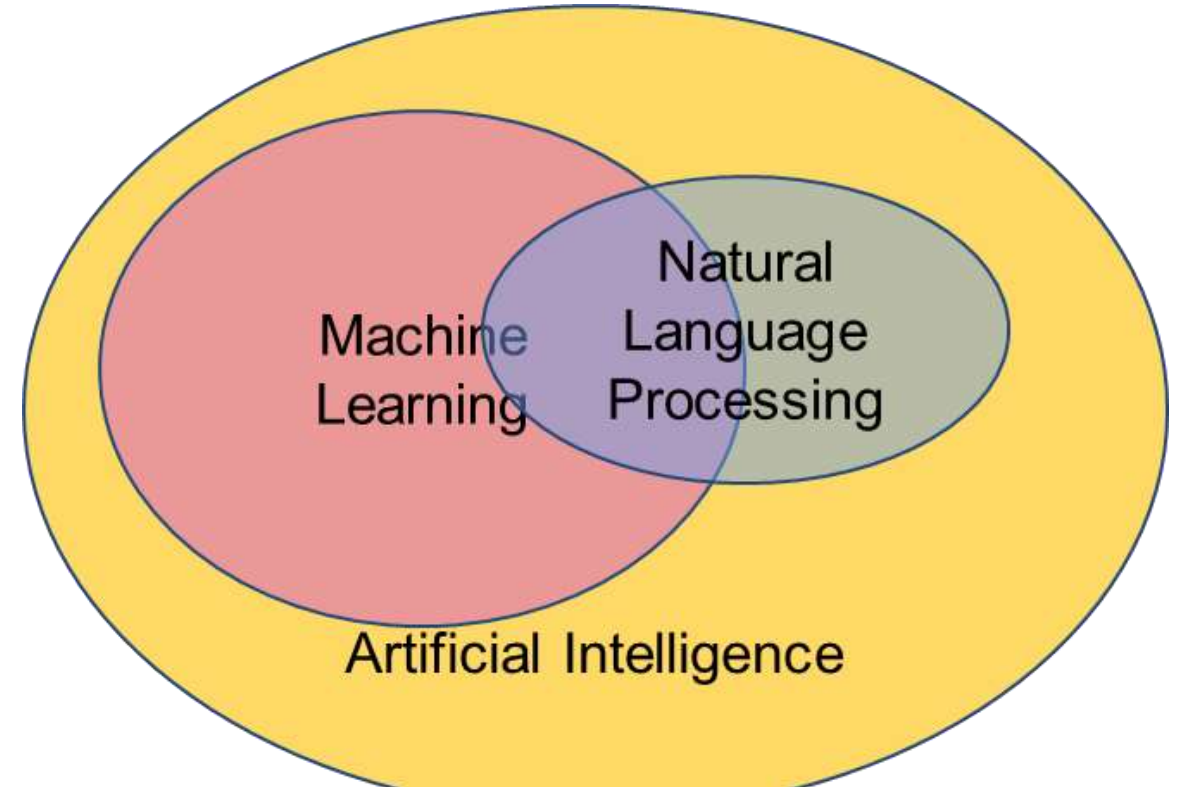 Machine
Learning
Natural
Language
Processing
Artificial Intelligence